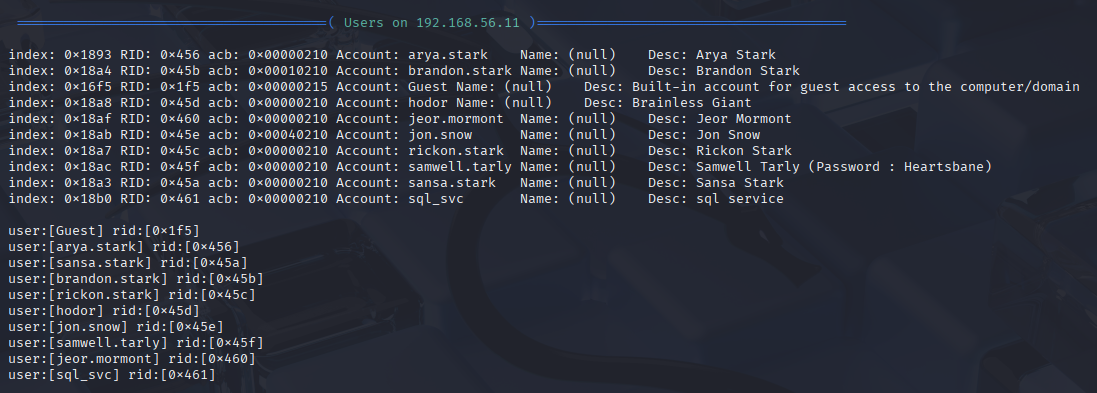 ==========================================( Users on 192.168.56.11 )==========================================
index: 0×1893 RID: 0×456 acb: 0×00000210 Account: arya.stark    Name: (null)    Desc: Arya Stark
index: 0×18a4 RID: 0×45b acb: 0×00010210 Account: brandon.stark Name: (null)    Desc: Brandon Stark
index: 0×16f5 RID: 0×1f5 acb: 0×00000215 Account: Guest Name: (null)    Desc: Built-in account for guest access to the computer/domain
index: 0×18a8 RID: 0×45d acb: 0×00000210 Account: hodor Name: (null)    Desc: Brainless Giant
index: 0×18af RID: 0×460 acb: 0×00000210 Account: jeor.mormont  Name: (null)    Desc: Jeor Mormont
index: 0×18ab RID: 0×45e acb: 0×00040210 Account: jon.snow      Name: (null)    Desc: Jon Snow
index: 0×18a7 RID: 0×45c acb: 0×00000210 Account: rickon.stark  Name: (null)    Desc: Rickon Stark
index: 0×18ac RID: 0×45f acb: 0×00000210 Account: samwell.tarly Name: (null)    Desc: Samwell Tarly (Password : Heartsbane)
index: 0×18a3 RID: 0×45a acb: 0×00000210 Account: sansa.stark   Name: (null)    Desc: Sansa Stark
index: 0×18b0 RID: 0×461 acb: 0×00000210 Account: sql_svc       Name: (null)    Desc: sql service
user:[Guest] rid:[0×1f5]
user:[arya.stark] rid:[0×456]
user:[sansa.stark] rid:[0×45a]
user:[brandon.stark] rid:[0×45b]
user:[rickon.stark] rid:[0×45c]
user:[hodor] rid:[0×45d]
user:[jon.snow] rid:[0×45e]
user:[samwell.tarly] rid:[0×45f]
user:[jeor.mormont] rid:[0×460]
user:[sql_svc] rid:[0×461]